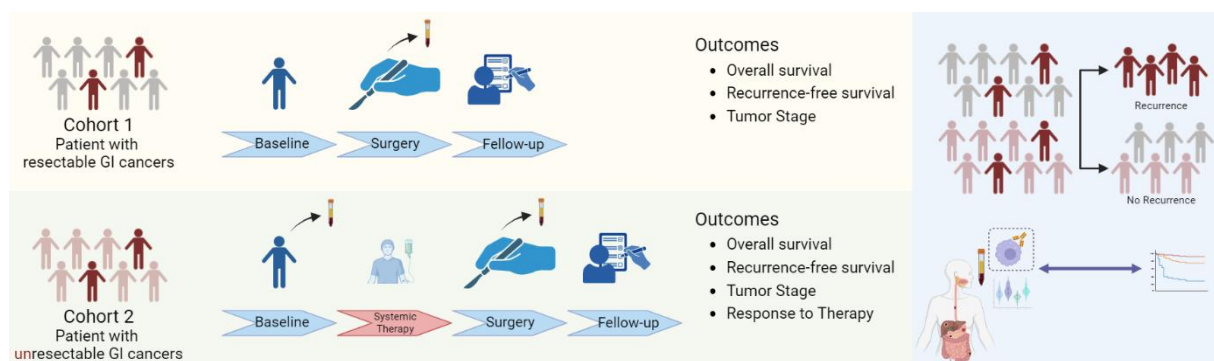 Cohort 1
Patient with
resectable GI cancers
Baseline
Surgery
Fellow-up
Outcomes
• Overall survival
• Recurrence-free survival
• Tumor Stage
Cohort 2
Patient with
unresectable GI cancers
Baseline
Systemic
Therapy
Surgery
Fellow-up
Outcomes
• Overall survival
• Recurrence-free survival
• Tumor Stage
• Response to Therapy
Recurrence
No Recurrence